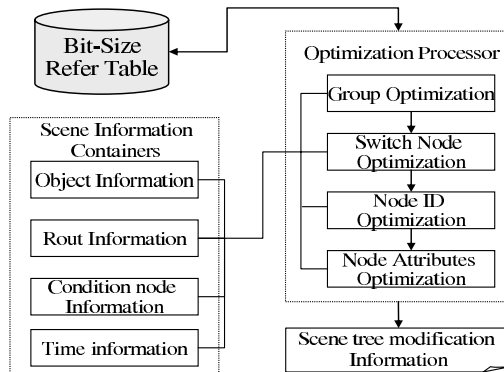 Bit-Size
Refer Table
Optimization Processor
Group Optimization
Switch Node
Optimization
Node ID
Optimization
Node Attributes
Optimization
Scene Information
Containers
Object Information
Rout Information
Condition node
Information
Time information
Scene tree modification
Information